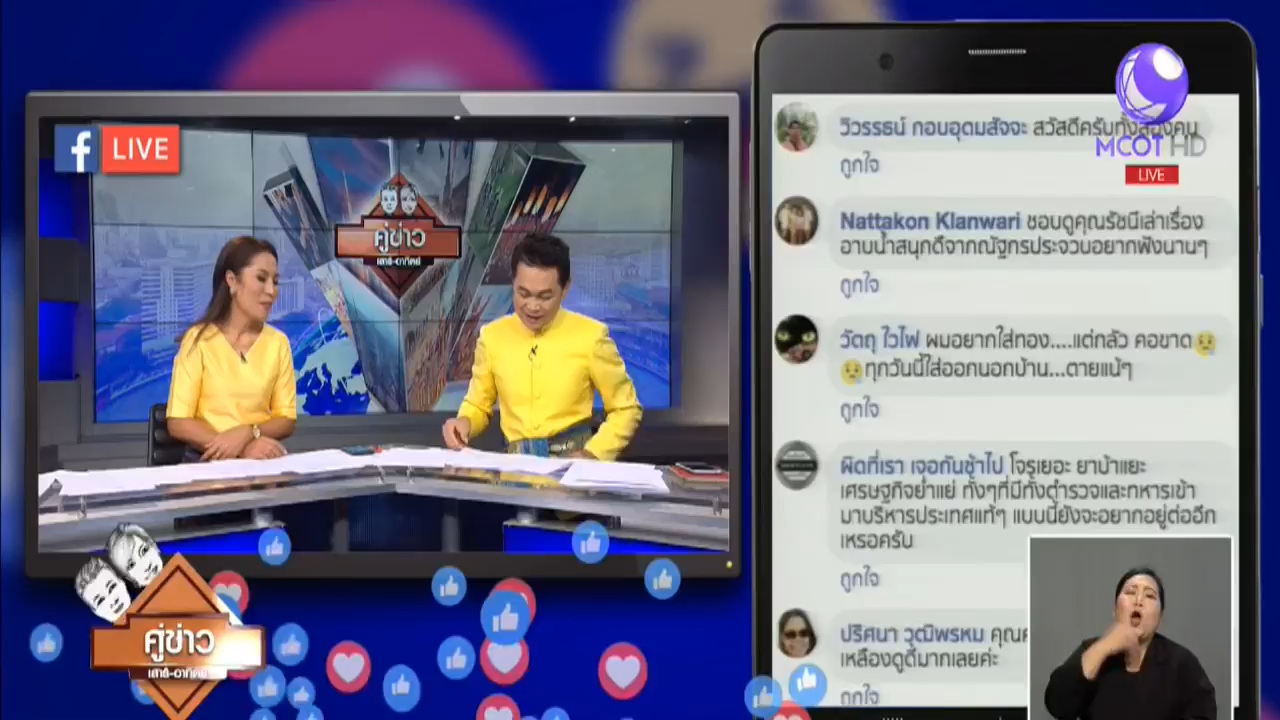 f LIVE
คู่ข่าว
เสาร์-อาทิตย์
MCOT HD
LIVE
วิวรรธน์ กอบอุดมสัจจะ สวัสดีครับทั้งสองคน
ถูกใจ
Nattakon Klanwari ชอบดูคุณรัชนีเล่าเรื่อง
อาบน้ำสนุกดีจากณัฐกรประจวบอยากฟังนานๆ
ถูกใจ
วัตถุ ไวไฟ ผมอยากใส่ทอง....แต่กลัว คอขาด😢
😢ทุกวันนี้ใส่ออกนอกบ้าน...ตายแน้ๆ
ถูกใจ
ผิดที่เรา เจอกันช้าไป โจรเยอะ ยาบ้าแยะ
เศรษฐกิจย่ำแย่ ทั้งๆที่มีทั้งตำรวจและทหารเข้า
มาบริหารประเทศแท้ๆ แบบนี้ยังจะอยากอยู่ต่ออีก
เหรอครับ
ถูกใจ
ปริศนา วุฒิพรหม
เหลืองดูดีมากเลยค่ะ
ถูกใจ
คู่ข่าว
เสาร์-อาทิตย์